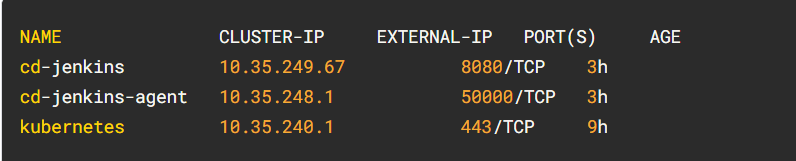 NAME CLUSTER-IP EXTERNAL-IP PORT(S) AGE
cd-jenkins 10.35.249.67 8080/TCP 3h
cd-jenkins-agent 10.35.248.1 50000/TCP 3h
kubernetes 10.35.240.1 443/TCP 9h